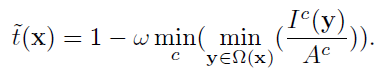 t̃(x) = 1 − ω min_c( min_{y∈Ω(x)} ( I^c(y) / A^c )).